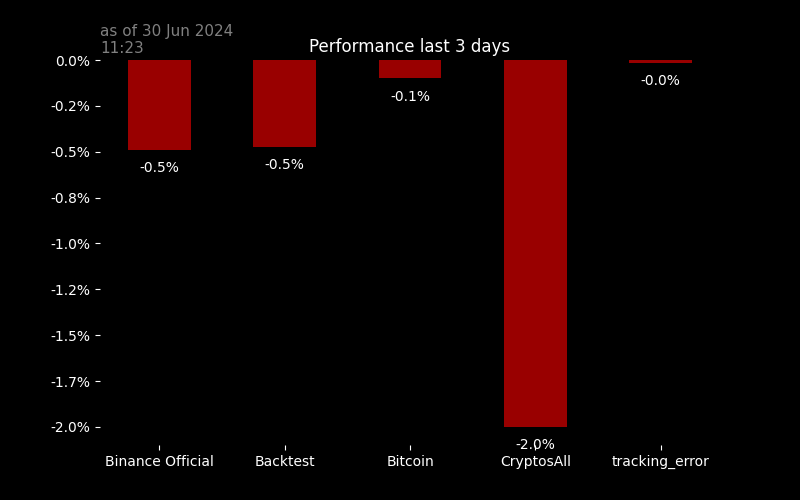 as of 30 Jun 2024
11:23
Performance last 3 days
0.0%
-0.2%
-0.5%
-0.8%
-1.0%
-1.2%
-1.5%
-1.7%
-2.0%
-0.5%
-0.5%
-0.1%
-2.0%
-0.0%
Binance Official
Backtest
Bitcoin
CryptosAll
tracking_error